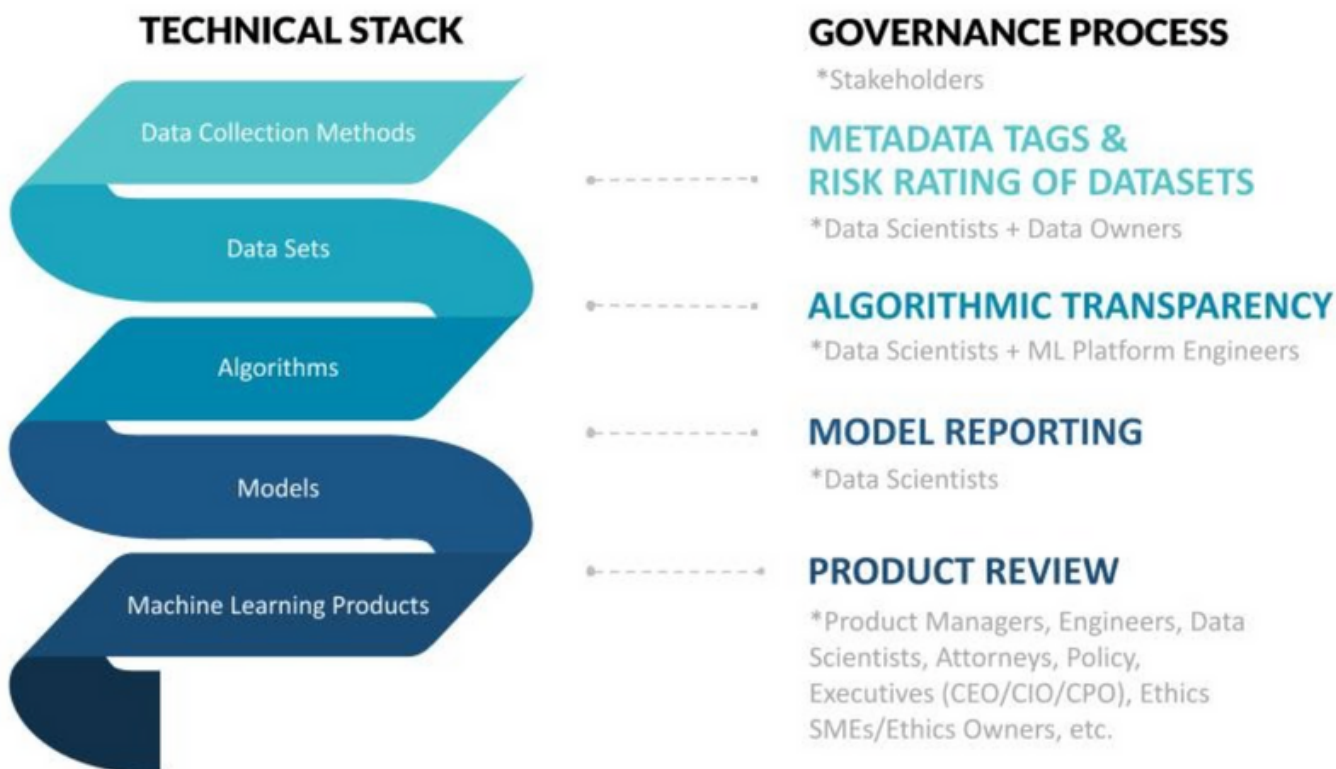 TECHNICAL STACK
Data Collection Methods
Data Sets
Algorithms
Models
Machine Learning Products
GOVERNANCE PROCESS
*Stakeholders
METADATA TAGS &
RISK RATING OF DATASETS
*Data Scientists + Data Owners
ALGORITHMIC TRANSPARENCY
*Data Scientists + ML Platform Engineers
MODEL REPORTING
*Data Scientists
PRODUCT REVIEW
*Product Managers, Engineers, Data
Scientists, Attorneys, Policy,
Executives (CEO/CIO/CPO), Ethics
SMEs/Ethics Owners, etc.